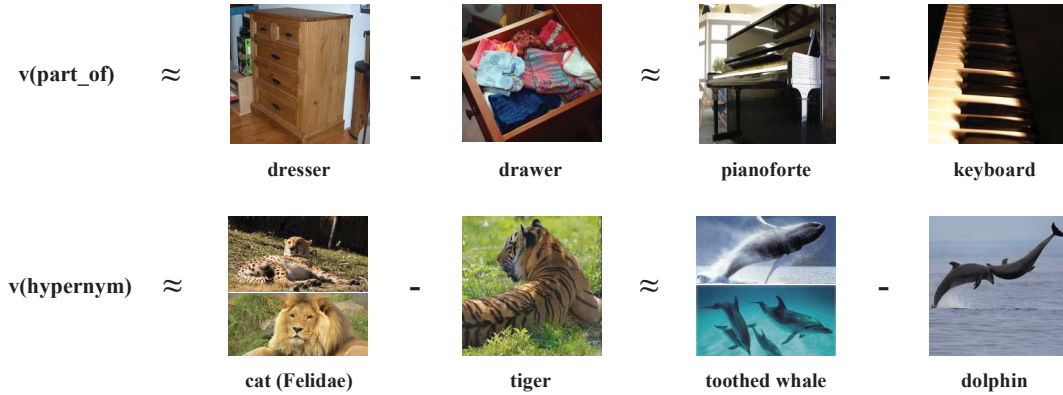 v(part_of) ≈ - ≈ -
dresser drawer pianoforte keyboard
v(hypernym) ≈ - ≈ -
cat (Felidae) tiger toothed whale dolphin